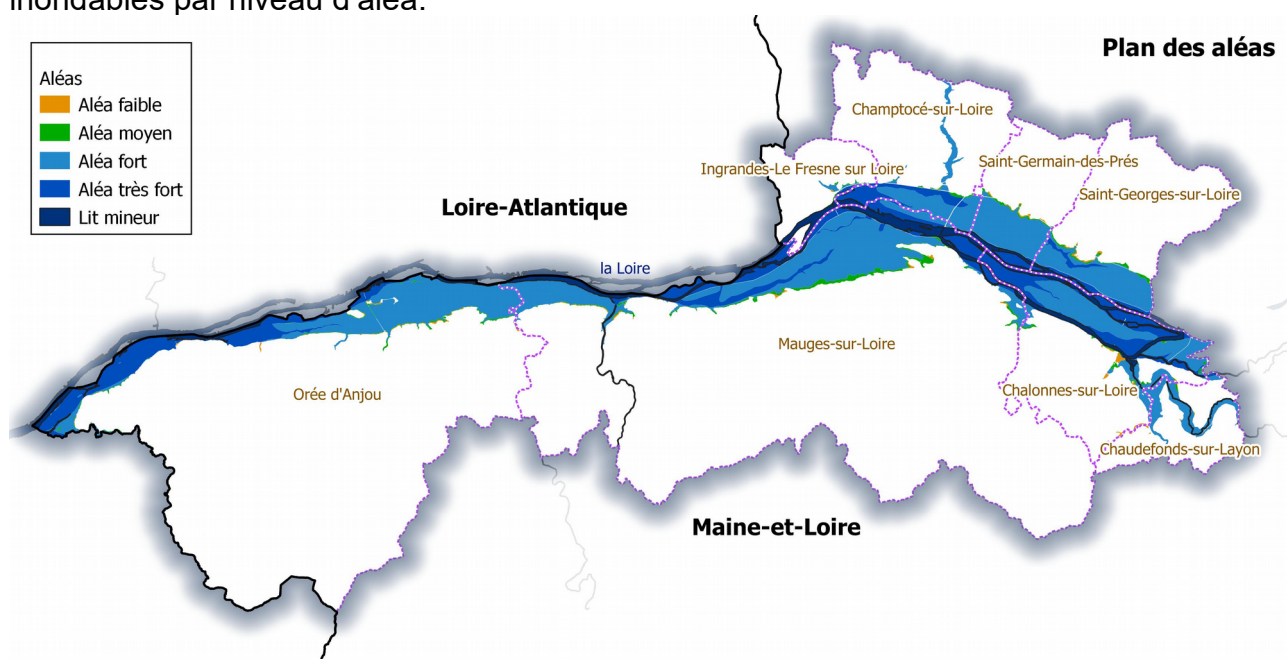 inondables par niveau d'aléa.
Plan des aléas
Aléas
Aléa faible
Aléa moyen
Aléa fort
Aléa très fort
Lit mineur
Champtocé-sur-Loire
Ingrandes-Le Fresne sur Loire
Saint-Germain-des-Prés
Saint-Georges-sur-Loire
Loire-Atlantique
la Loire
Mauges-sur-Loire
Orée d'Anjou
Chalonnes-sur-Loire
Chaudefonds-sur-Layon
Maine-et-Loire